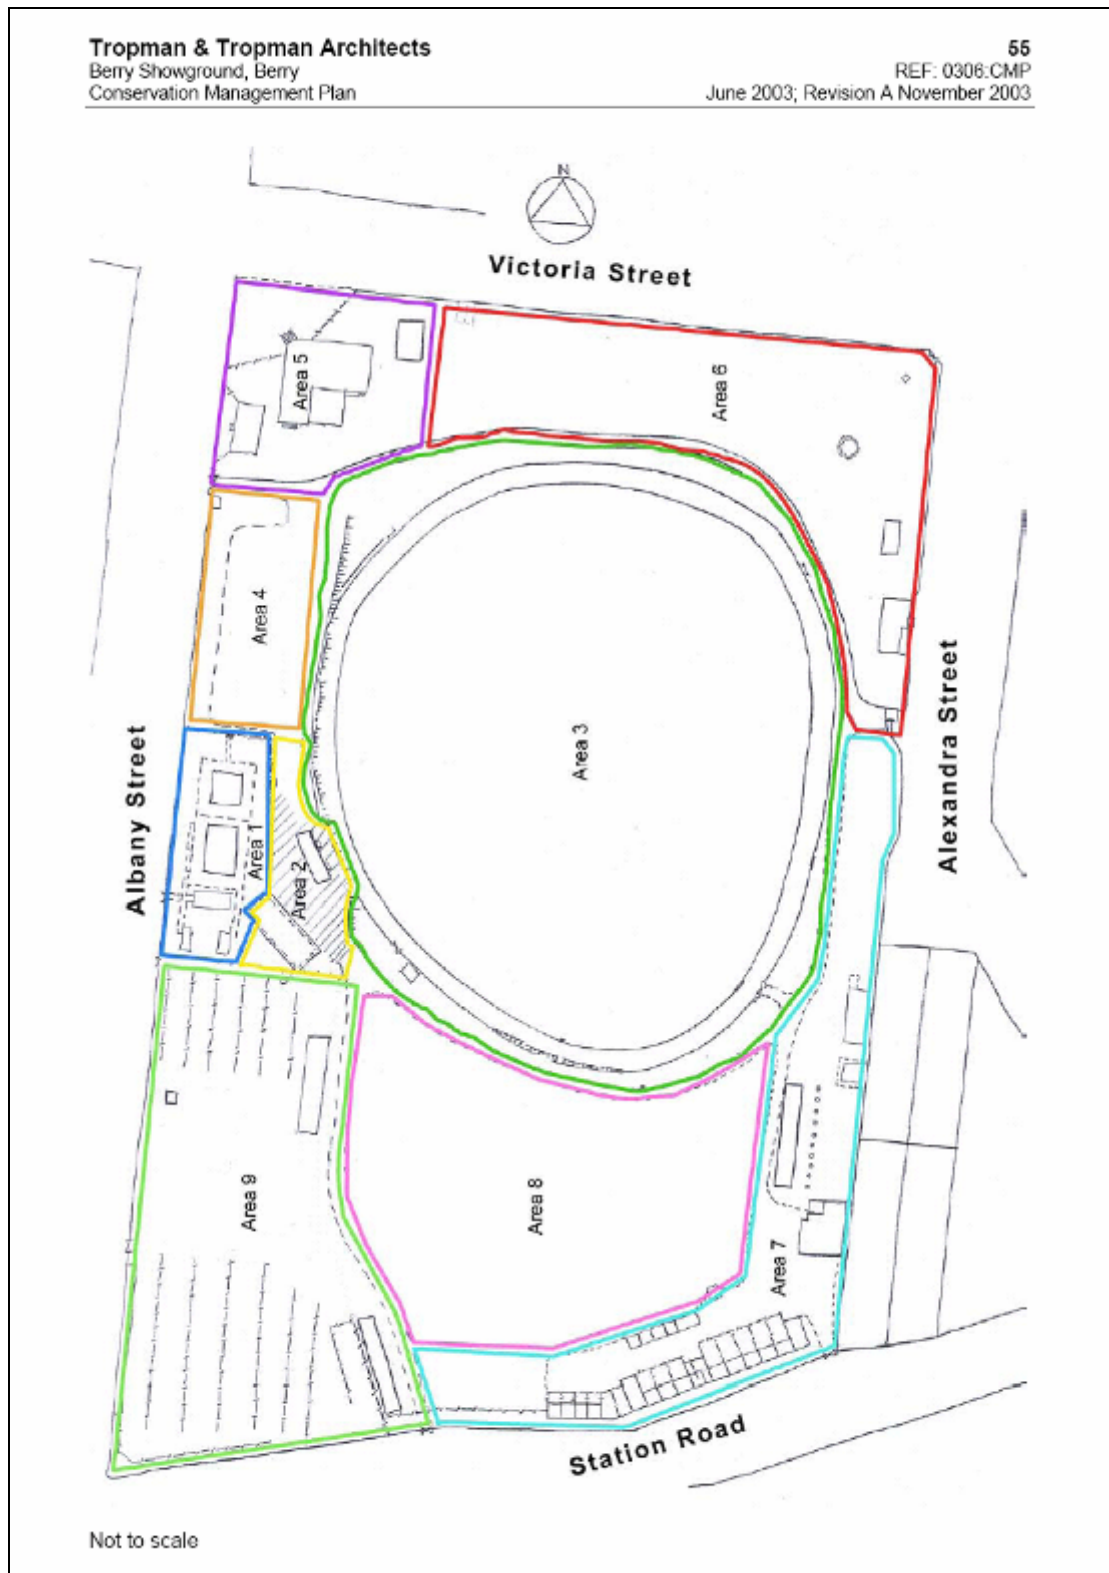 Tropman & Tropman Architects
55
Berry Showground, Berry
REF: 0306:CMP
Conservation Management Plan
June 2003; Revision A November 2003
N
Victoria Street
Area 5
Area 6
Area 4
Area 3
Albany Street
Alexandra Street
Area 1
Area 2
Area 9
Area 8
Area 7
Station Road
Not to scale